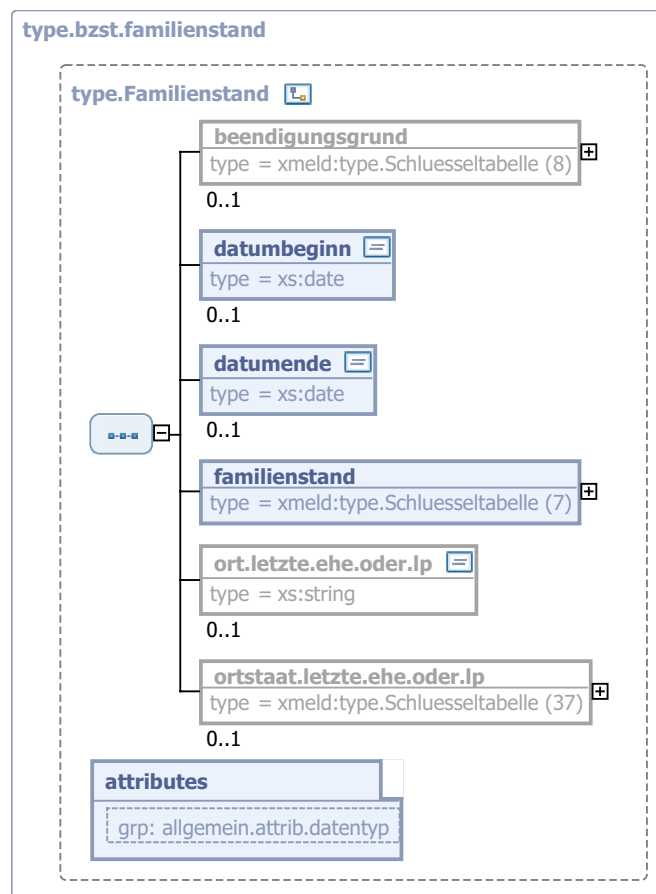 type.bzst.familienstand
type.Familienstand
beendigungsgrund
type = xmeld:type.Schluesseltabelle (8)
0..1
datumbeginn
type = xs:date
0..1
datumende
type = xs:date
0..1
familienstand
type = xmeld:type.Schluesseltabelle (7)
ort.letzte.ehe.oder.lp
type = xs:string
0..1
ortstaat.letzte.ehe.oder.lp
type = xmeld:type.Schluesseltabelle (37)
0..1
attributes
grp: allgemein.attrib.datentyp